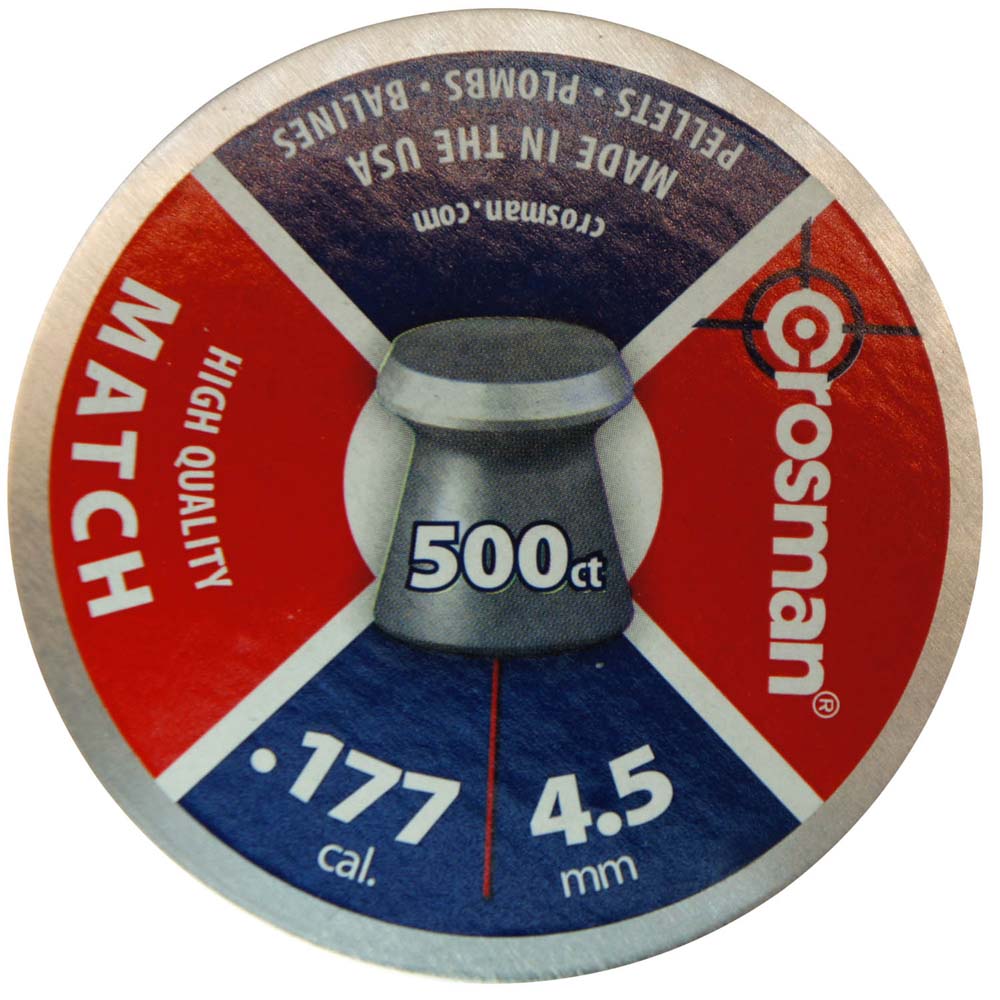 PELLETS · PLOMBS · BALINES
MADE IN THE USA
crosman.com
crosman®
MATCH
HIGH QUALITY
500ct
.177
cal.
4.5
mm